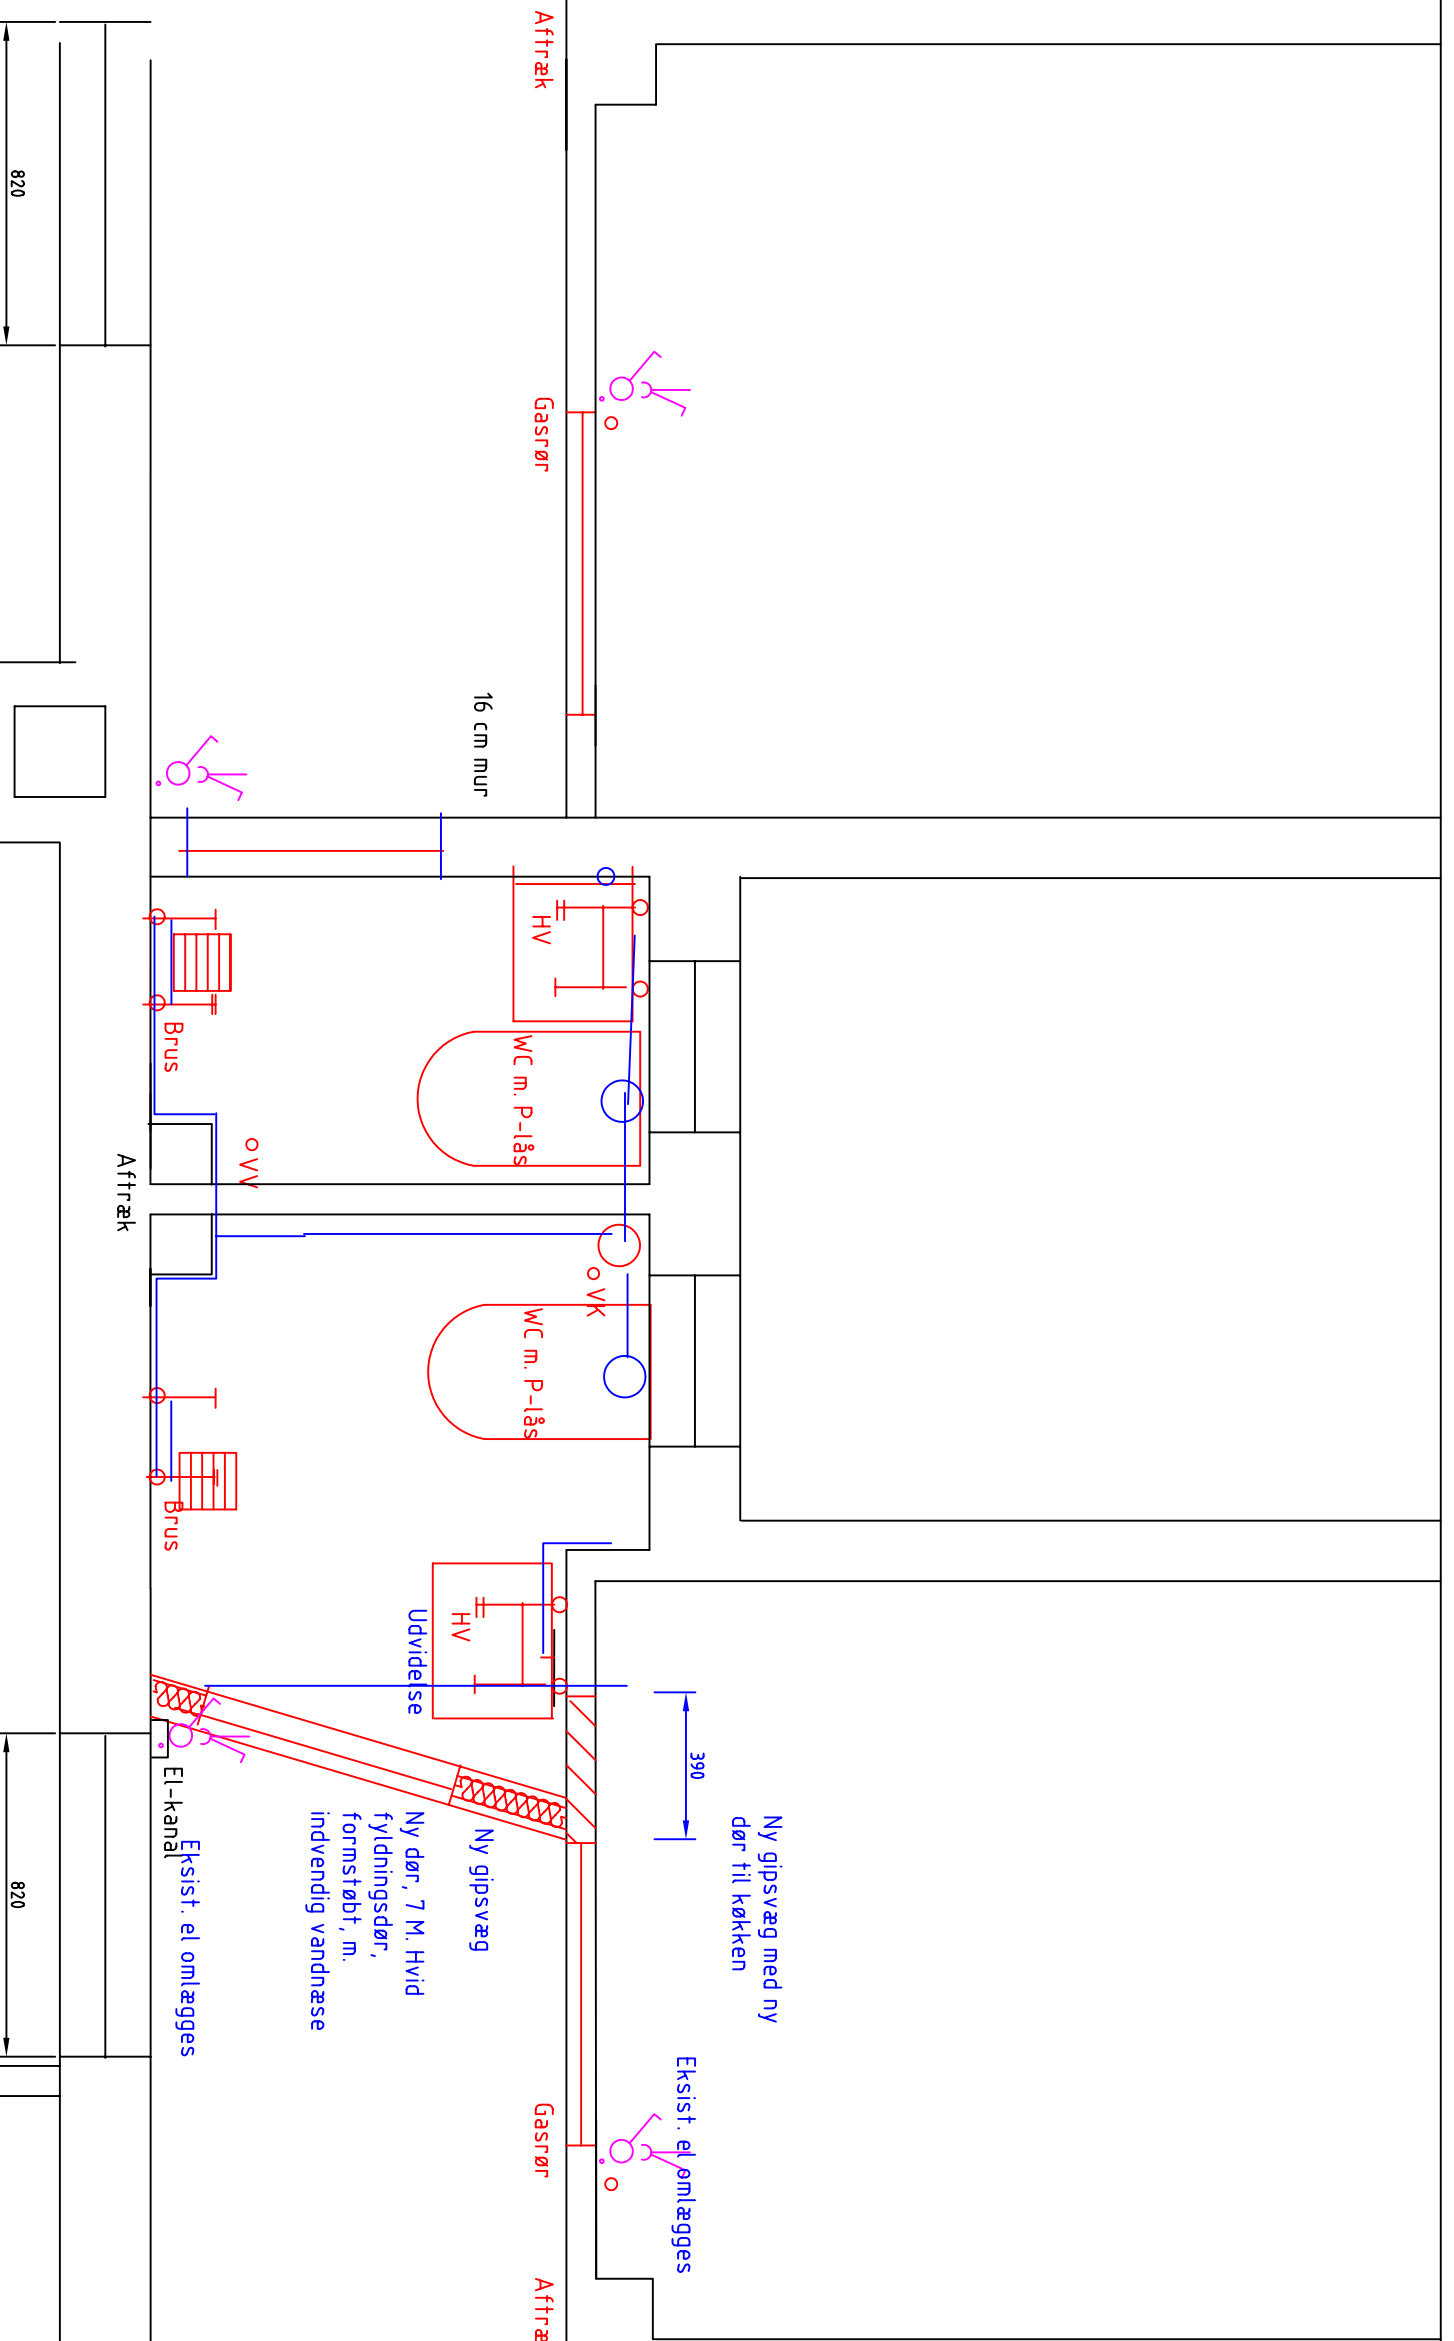 Aftræk
820
Gasrør
16 cm mur
HV
WC m. P-lås
Brus
VV
Aftræk
VK
WC m. P-lås
Brus
HV
Udvidelse
390
El-kanal
Eksist. el omlægges
Ny gipsvæg
Ny dør, 7 M. Hvid
fyldningsdør,
formstøbt, m.
indvendig vandnæse
Ny gipsvæg med ny
dør til køkken
820
Eksist. el omlægges
Gasrør
Aftræ